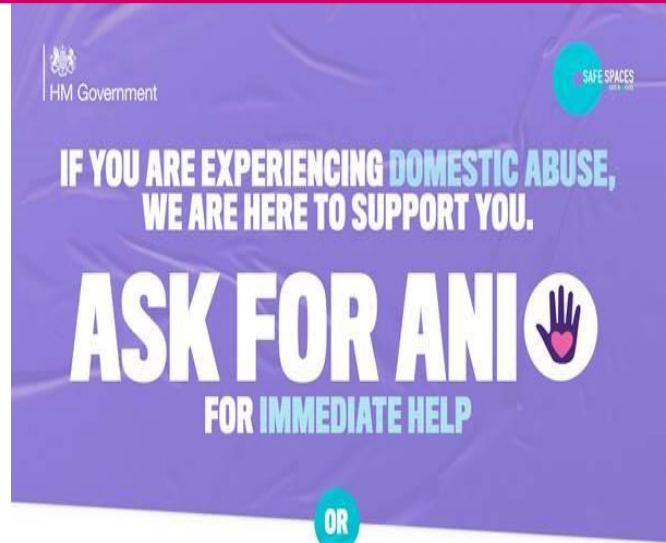 HM Government
SAFE SPACES
IF YOU ARE EXPERIENCING DOMESTIC ABUSE,
WE ARE HERE TO SUPPORT YOU.
ASK FOR ANI
FOR IMMEDIATE HELP
OR